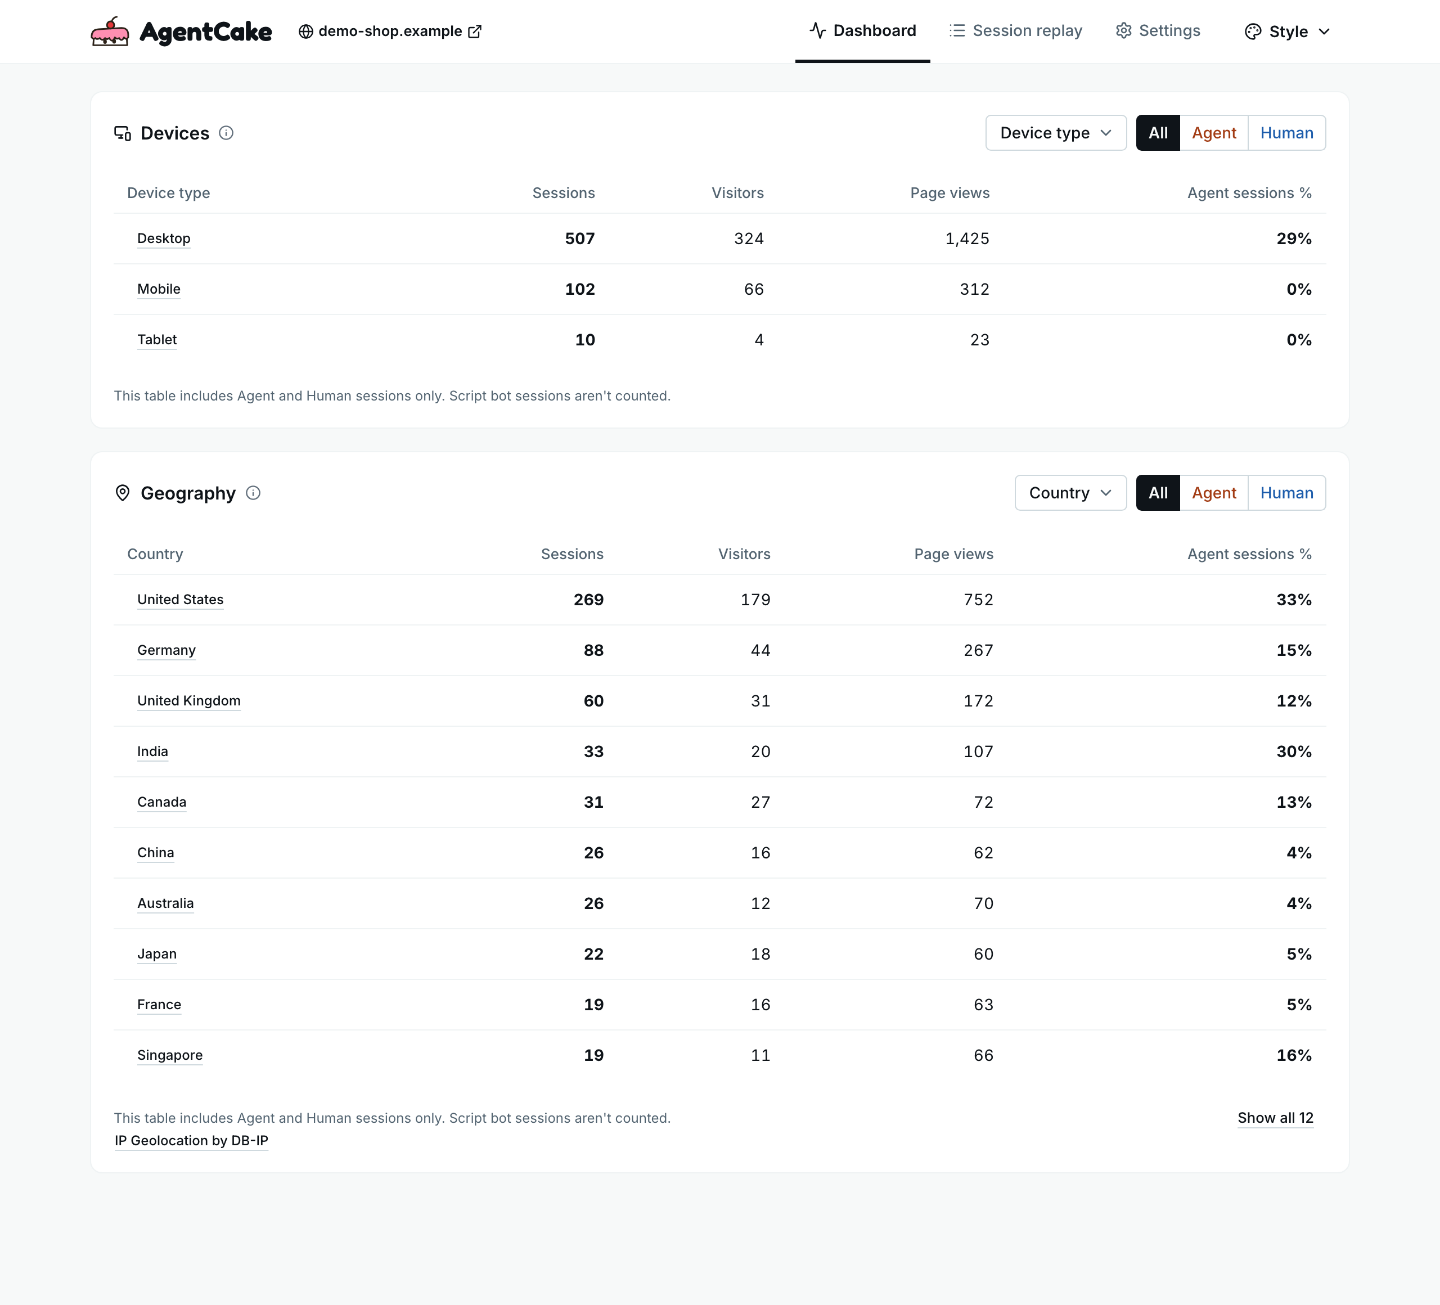 AgentCake demo-shop.example Dashboard Session replay Settings Style
Devices Device type All Agent Human
Device type Sessions Visitors Page views Agent sessions %
Desktop 507 324 1,425 29%
Mobile 102 66 312 0%
Tablet 10 4 23 0%
This table includes Agent and Human sessions only. Script bot sessions aren't counted.
Geography Country All Agent Human
Country Sessions Visitors Page views Agent sessions %
United States 269 179 752 33%
Germany 88 44 267 15%
United Kingdom 60 31 172 12%
India 33 20 107 30%
Canada 31 27 72 13%
China 26 16 62 4%
Australia 26 12 70 4%
Japan 22 18 60 5%
France 19 16 63 5%
Singapore 19 11 66 16%
This table includes Agent and Human sessions only. Script bot sessions aren't counted. Show all 12
IP Geolocation by DB-IP